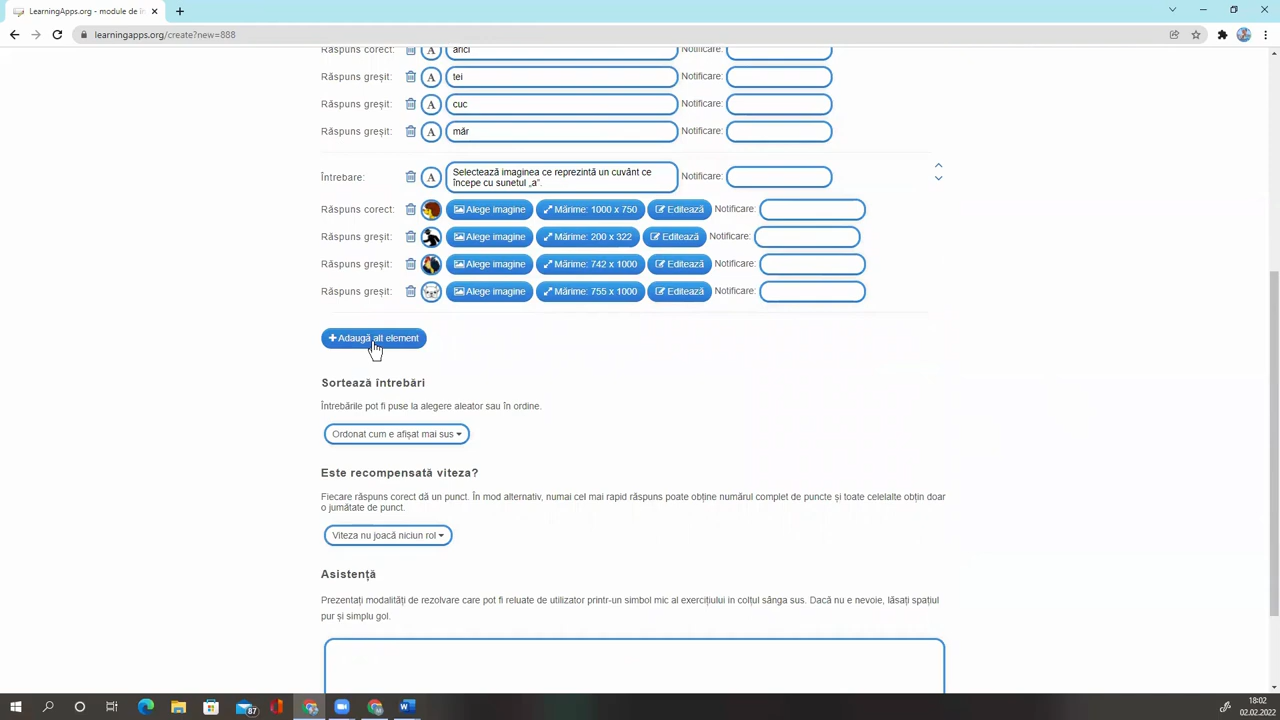 LearningApps.org - module de în
learningapps.org/create?new=888
Răspuns corect: A arici Notificare:
Răspuns greșit: A tei Notificare:
Răspuns greșit: A cuc Notificare:
Răspuns greșit: A măr Notificare:
Întrebare: A Selectează imaginea ce reprezintă un cuvânt ce
începe cu sunetul „a”. Notificare:
Răspuns corect: Alege imagine Mărime: 1000 x 750 Editează Notificare:
Răspuns greșit: Alege imagine Mărime: 200 x 322 Editează Notificare:
Răspuns greșit: Alege imagine Mărime: 742 x 1000 Editează Notificare:
Răspuns greșit: Alege imagine Mărime: 755 x 1000 Editează Notificare:
+ Adaugă alt element
Sortează întrebări
Întrebările pot fi puse la alegere aleator sau în ordine.
Ordonat cum e afișat mai sus
Este recompensată viteza?
Fiecare răspuns corect dă un punct. În mod alternativ, numai cel mai rapid răspuns poate obține numărul complet de puncte și toate celelalte obțin doar
o jumătate de punct.
Viteza nu joacă niciun rol
Asistență
Prezentați modalități de rezolvare care pot fi reluate de utilizator printr-un simbol mic al exercițiului in colțul sânga sus. Dacă nu e nevoie, lăsați spațiul
pur și simplu gol.
87
18:02
02.02.2022